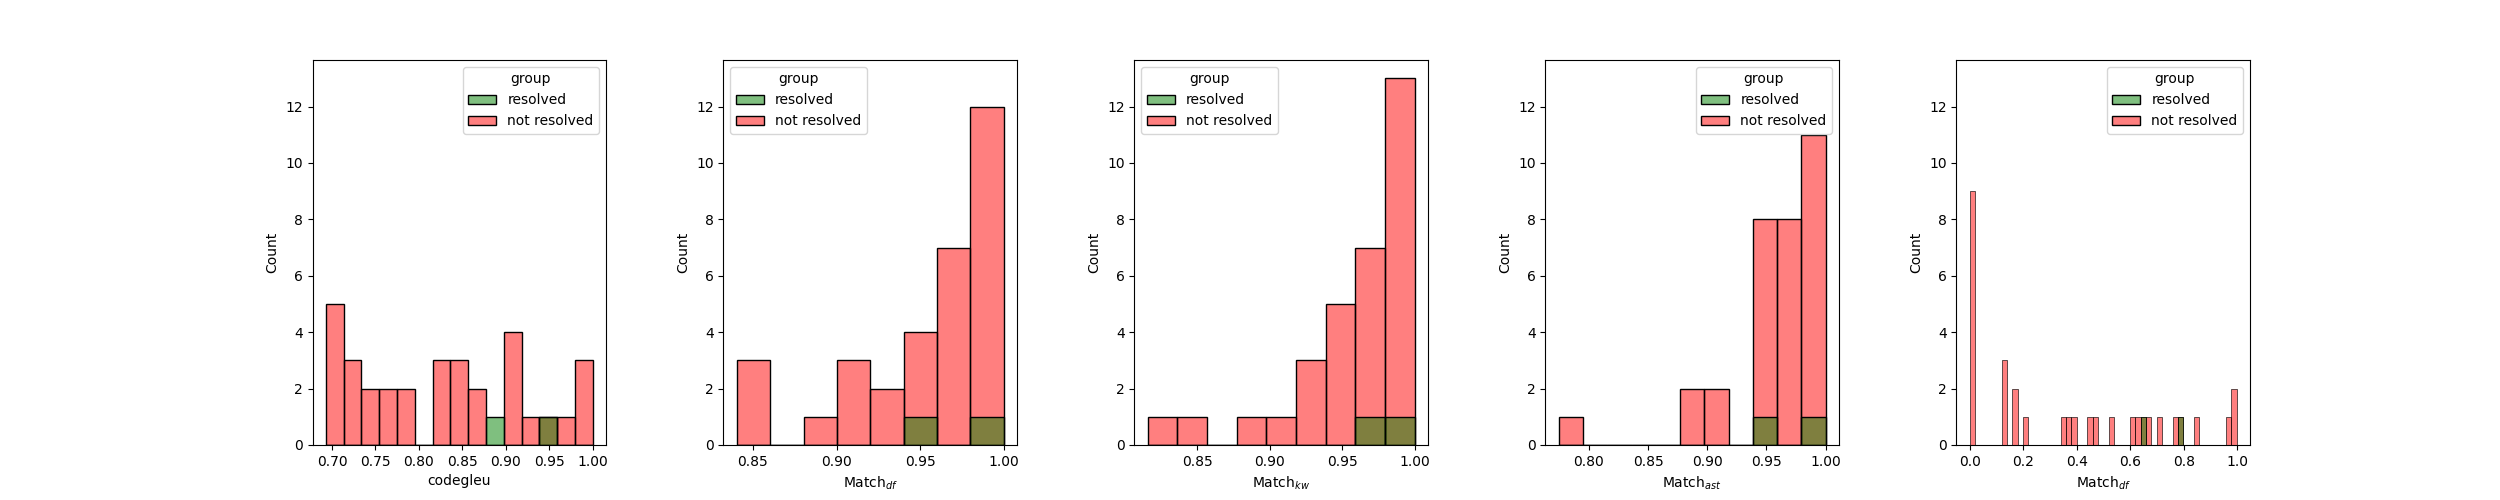 group
resolved
not resolved
Count
12
10
8
6
4
2
0
0.70 0.75 0.80 0.85 0.90 0.95 1.00
codegleu
group
resolved
not resolved
Count
12
10
8
6
4
2
0
0.85 0.90 0.95 1.00
Match_df
group
resolved
not resolved
Count
12
10
8
6
4
2
0
0.85 0.90 0.95 1.00
Match_kw
group
resolved
not resolved
Count
12
10
8
6
4
2
0
0.80 0.85 0.90 0.95 1.00
Match_ast
group
resolved
not resolved
Count
12
10
8
6
4
2
0
0.0 0.2 0.4 0.6 0.8 1.0
Match_df